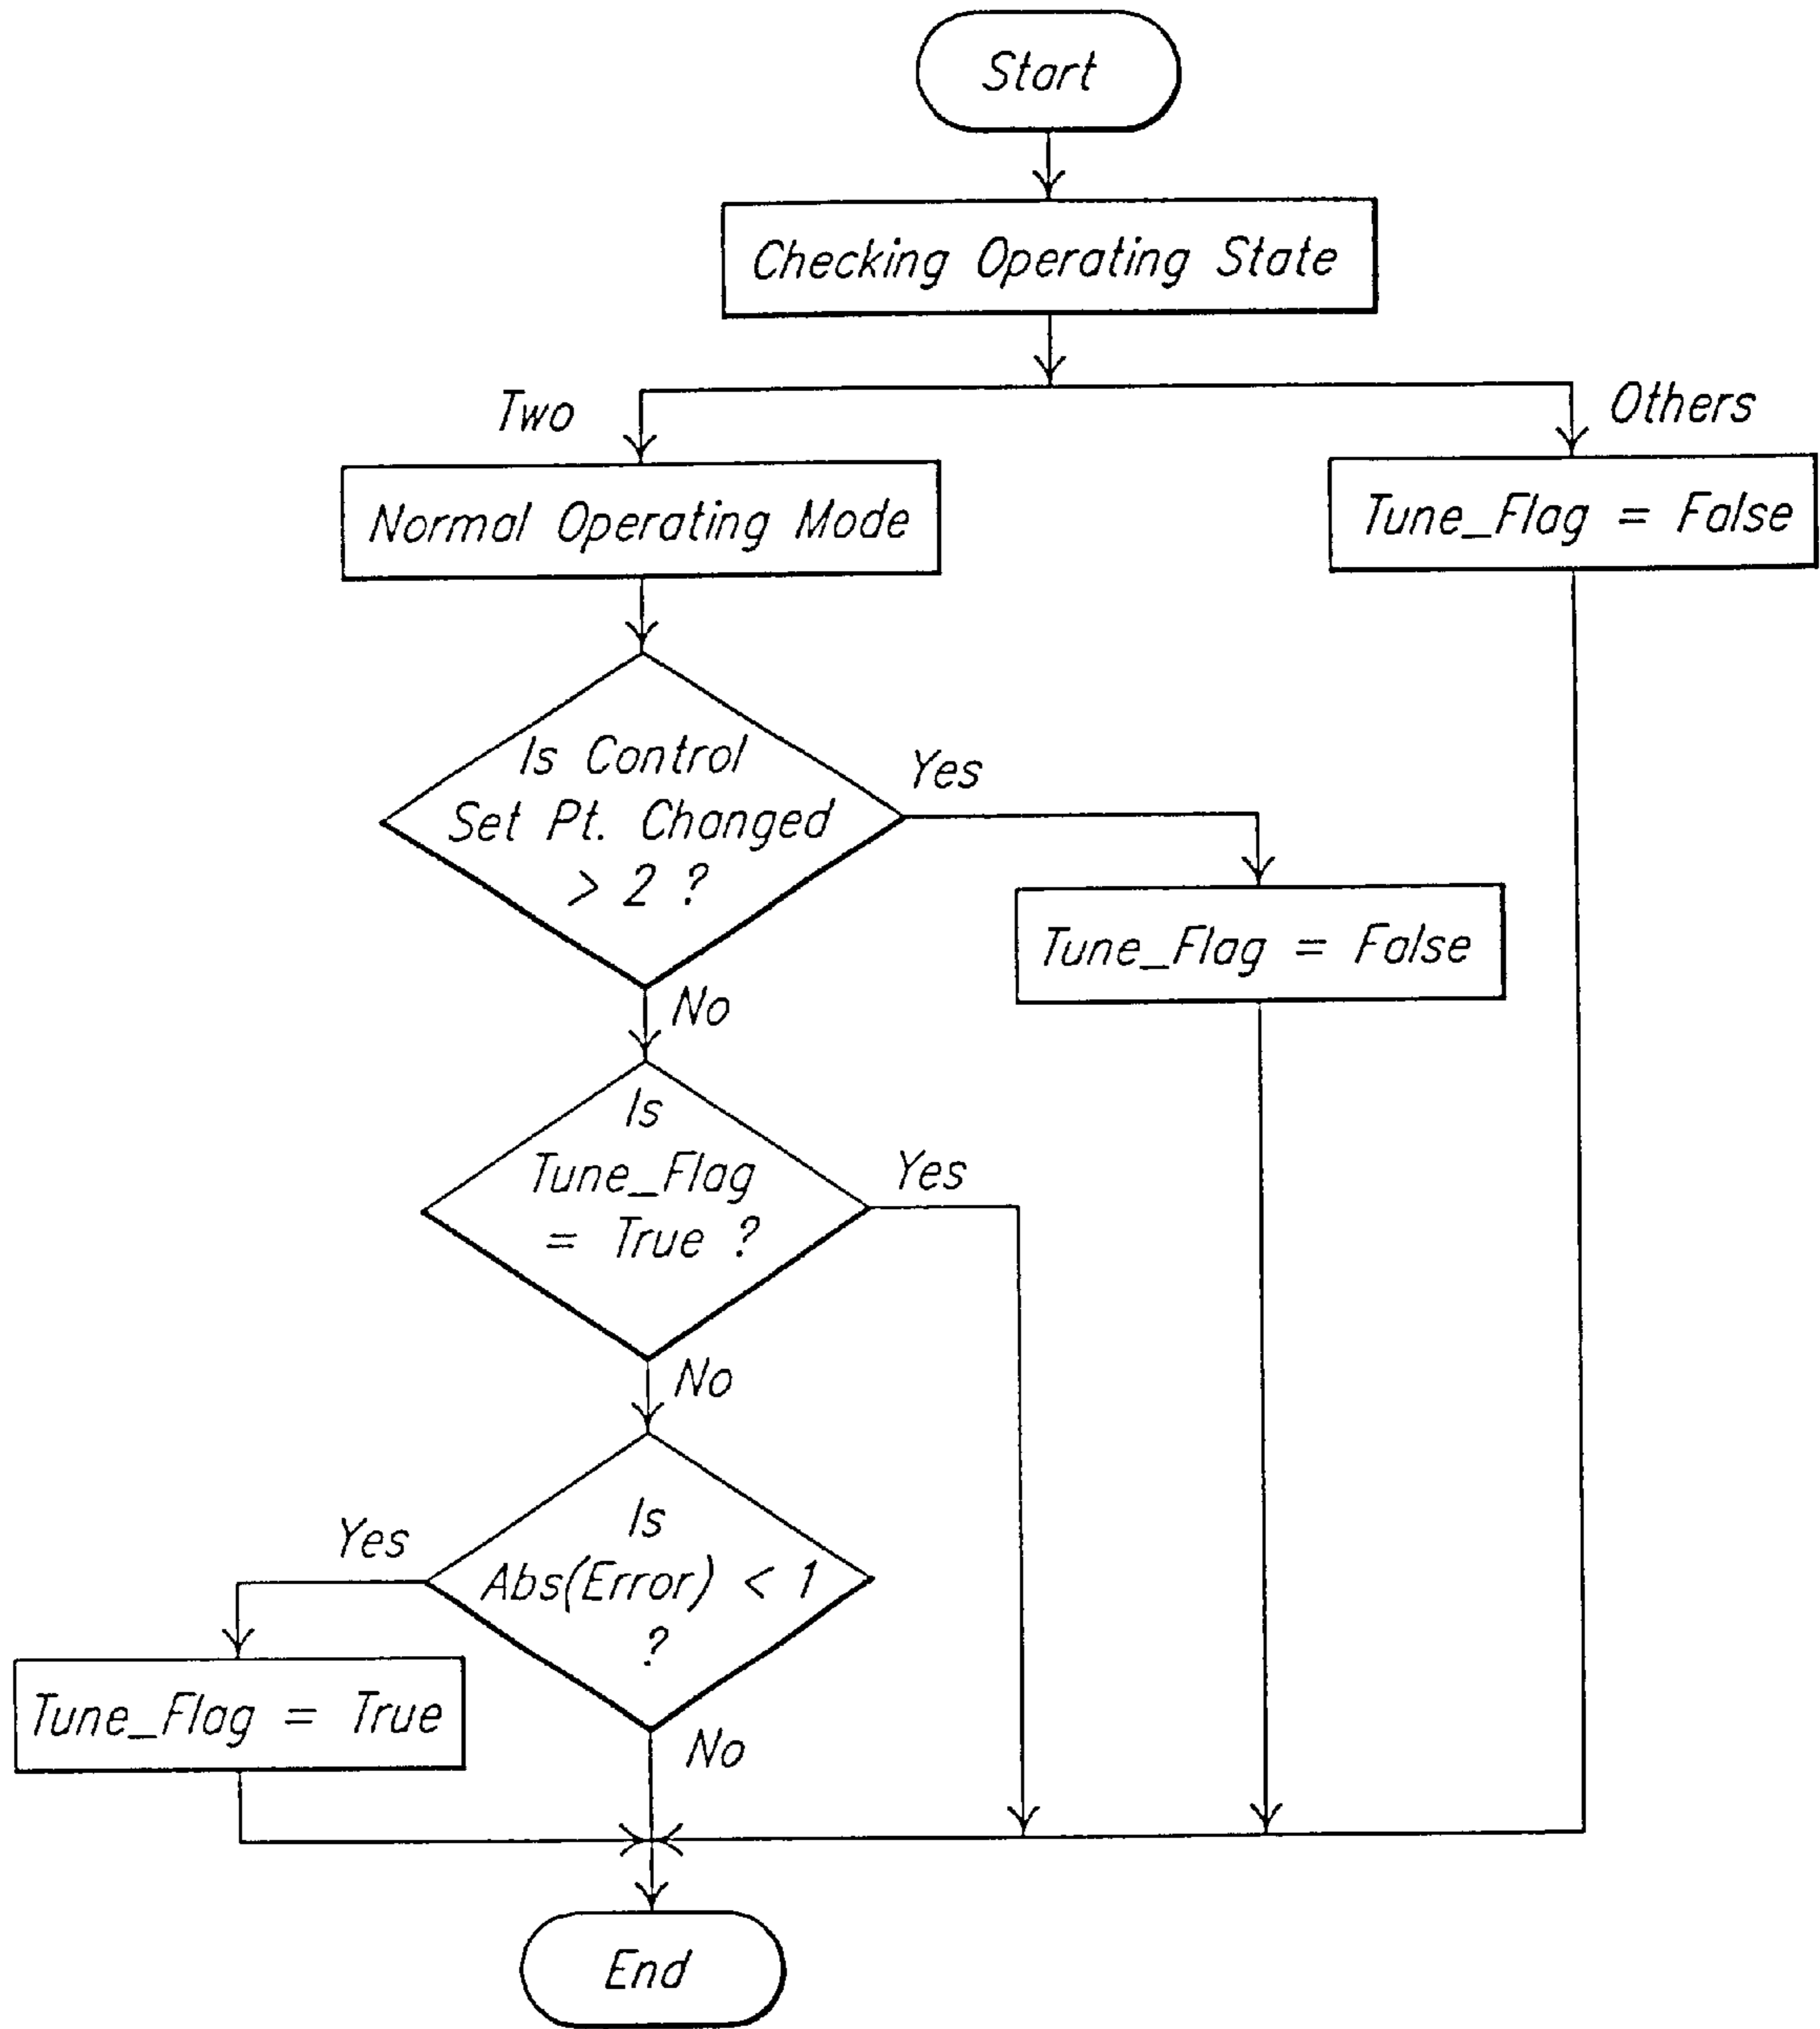 Start
Checking Operating State
Two
Others
Normal Operating Mode
Tune_Flag = False
Is Control
Set Pt. Changed
> 2 ?
Yes
Tune_Flag = False
No
Is
Tune_Flag
= True ?
Yes
No
Is
Abs(Error) < 1
?
Yes
Tune_Flag = True
No
End